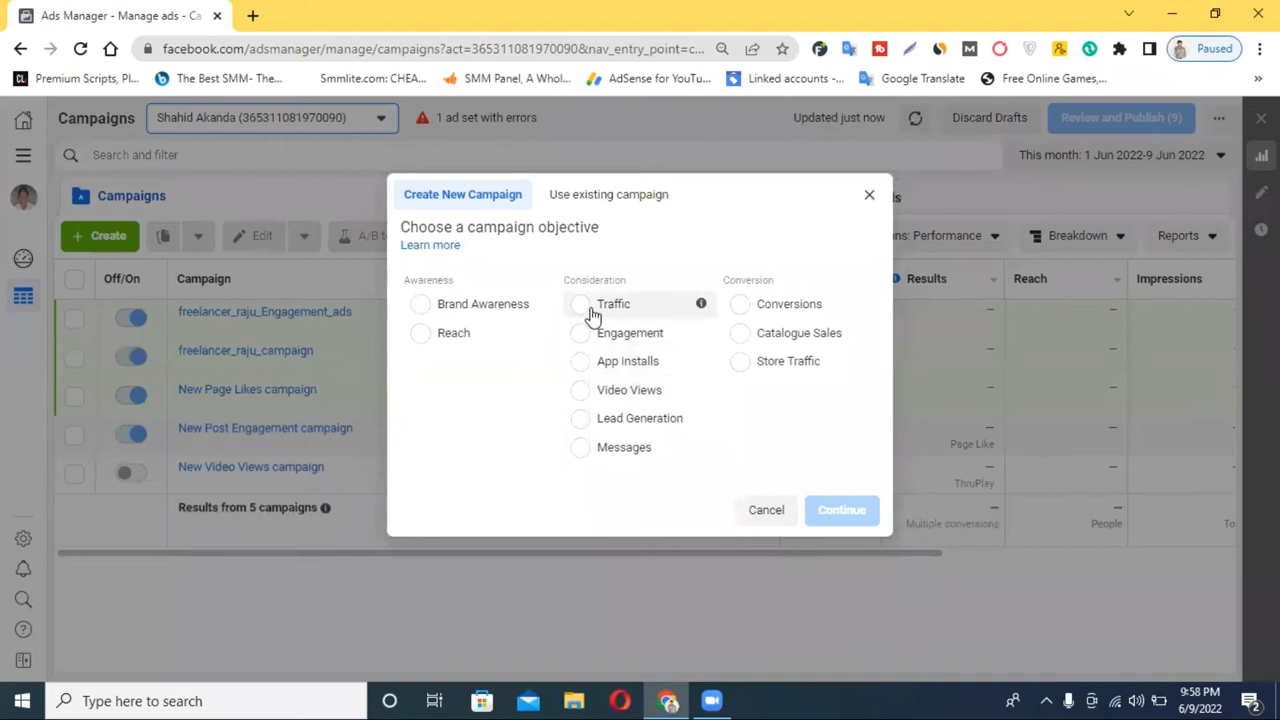 Ads Manager - Manage ads - Ca
facebook.com/adsmanager/manage/campaigns?act=365311081970090&nav_entry_point=c...
Paused
Premium Scripts, Pl...
The Best SMM- The...
Smmlite.com: CHEA...
SMM Panel, A Whol...
AdSense for YouTu...
Linked accounts -...
Google Translate
Free Online Games,...
Campaigns
Shahid Akanda (365311081970090)
1 ad set with errors
Updated just now
Discard Drafts
Review and Publish (9)
Search and filter
This month: 1 Jun 2022-9 Jun 2022
Campaigns
Create New Campaign
Use existing campaign
ds
Choose a campaign objective
Learn more
+ Create
Edit
A/B te
ns: Performance
Breakdown
Reports
Off/On
Campaign
Results
Reach
Impressions
Awareness
Consideration
Conversion
Brand Awareness
Traffic
Conversions
Reach
Engagement
Catalogue Sales
App Installs
Store Traffic
Video Views
Lead Generation
Messages
freelancer_raju_Engagement_ads
freelancer_raju_campaign
New Page Likes campaign
New Post Engagement campaign
Page Like
New Video Views campaign
ThruPlay
Results from 5 campaigns
Multiple conversions
People
To
Cancel
Continue
Type here to search
9:58 PM
6/9/2022
2